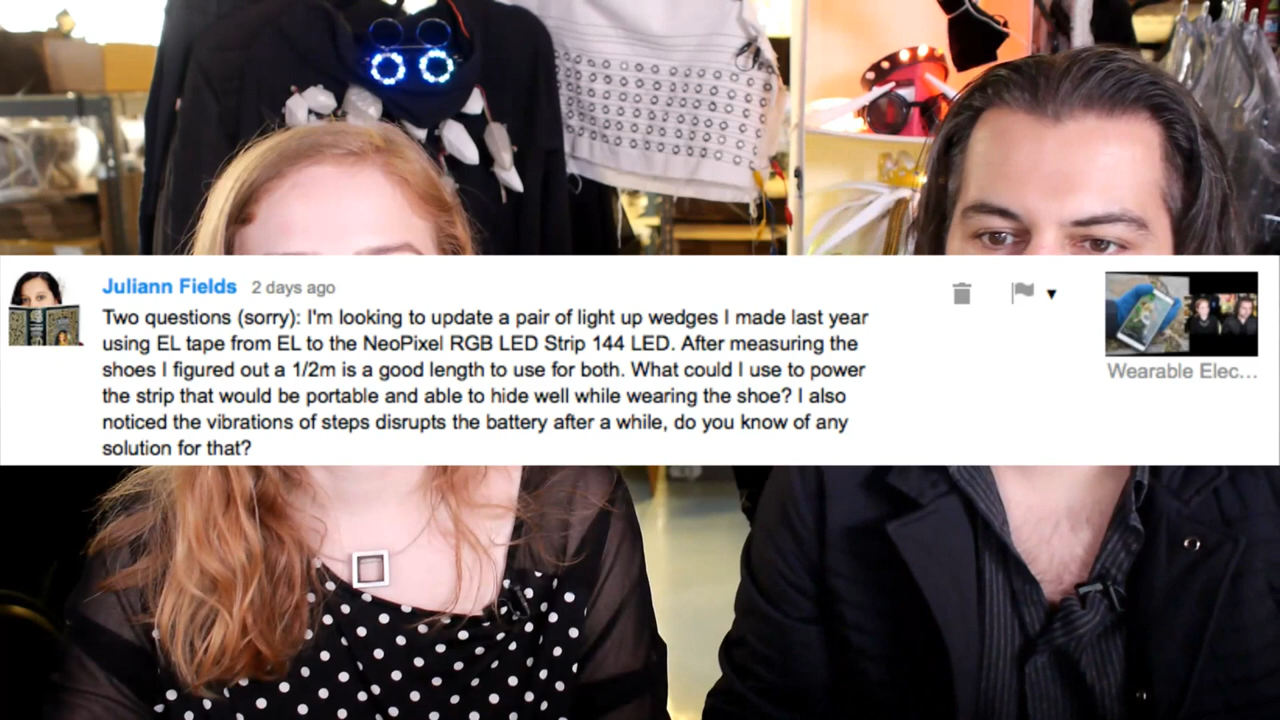 Juliann Fields 2 days ago
Two questions (sorry): I'm looking to update a pair of light up wedges I made last year
using EL tape from EL to the NeoPixel RGB LED Strip 144 LED. After measuring the
shoes I figured out a 1/2m is a good length to use for both. What could I use to power
the strip that would be portable and able to hide well while wearing the shoe? I also
noticed the vibrations of steps disrupts the battery after a while, do you know of any
solution for that?
Wearable Elec...